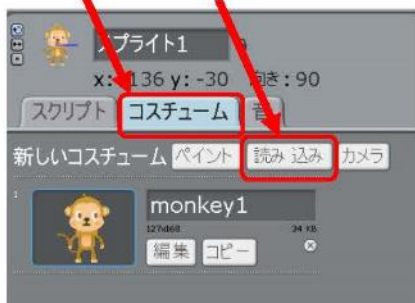 スプライト1
x: 136 y: -30 向き: 90
スクリプト コスチューム 音
新しいコスチューム ペイント 読み込み カメラ
1
monkey1
127x168 34 KB
編集 コピー